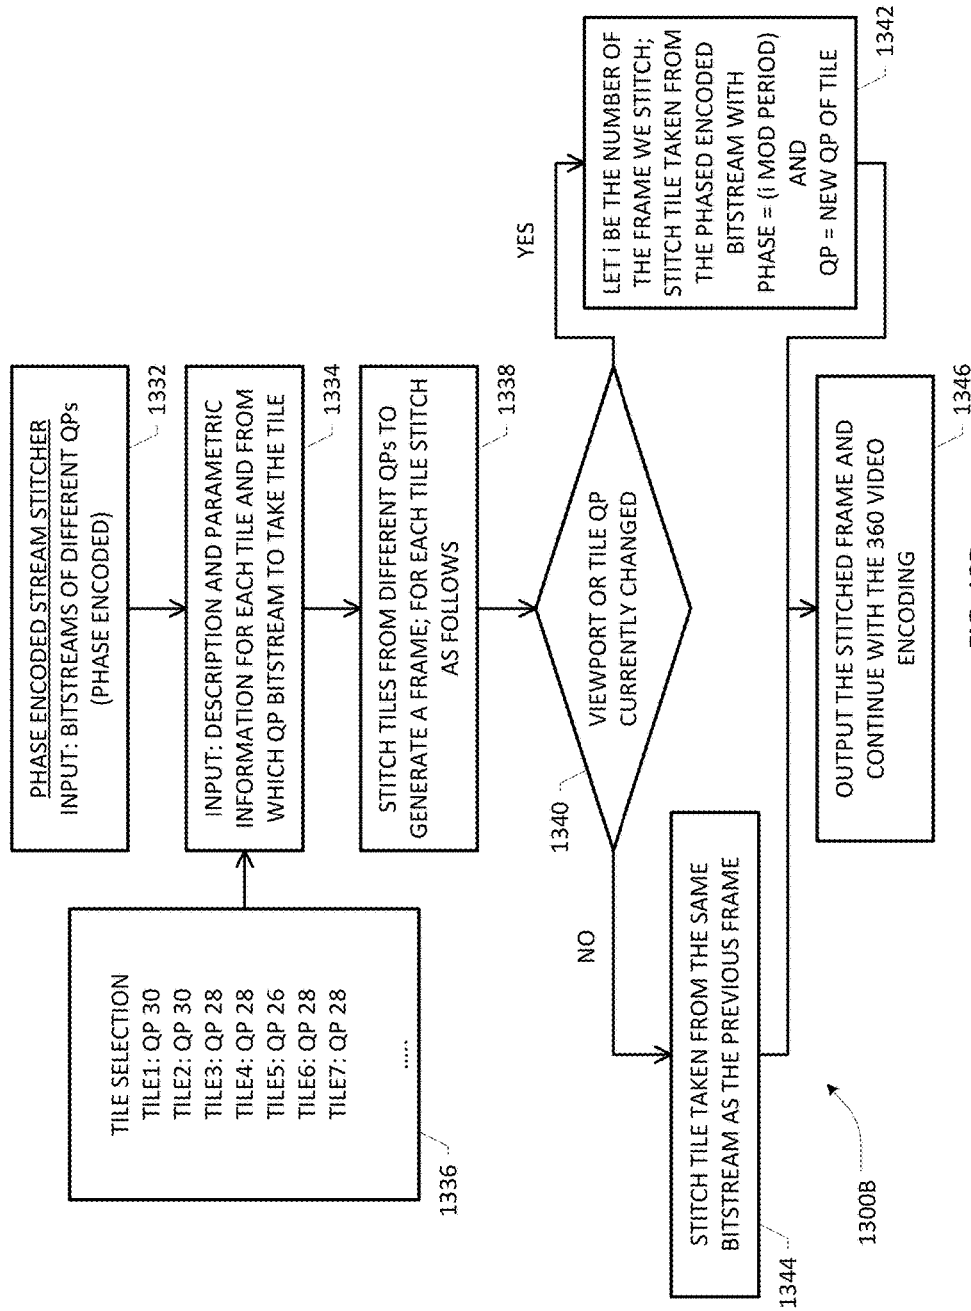 PHASE ENCODED STREAM STITCHER
INPUT: BITSTREAMS OF DIFFERENT QPs
(PHASE ENCODED)
1332
TILE SELECTION
TILE1: QP 30
TILE2: QP 30
TILE3: QP 28
TILE4: QP 28
TILE5: QP 26
TILE6: QP 28
TILE7: QP 28
......
1336
INPUT: DESCRIPTION AND PARAMETRIC
INFORMATION FOR EACH TILE AND FROM
WHICH QP BITSTREAM TO TAKE THE TILE
1334
STITCH TILES FROM DIFFERENT QPs TO
GENERATE A FRAME; FOR EACH TILE STITCH
AS FOLLOWS
1338
VIEWPORT OR TILE QP
CURRENTLY CHANGED
1340
NO
YES
STITCH TILE TAKEN FROM THE SAME
BITSTREAM AS THE PREVIOUS FRAME
1344
LET i BE THE NUMBER OF
THE FRAME WE STITCH;
STITCH TILE TAKEN FROM
THE PHASED ENCODED
BITSTREAM WITH
PHASE = (i MOD PERIOD)
AND
QP = NEW QP OF TILE
1342
OUTPUT THE STITCHED FRAME AND
CONTINUE WITH THE 360 VIDEO
ENCODING
1346
1300B